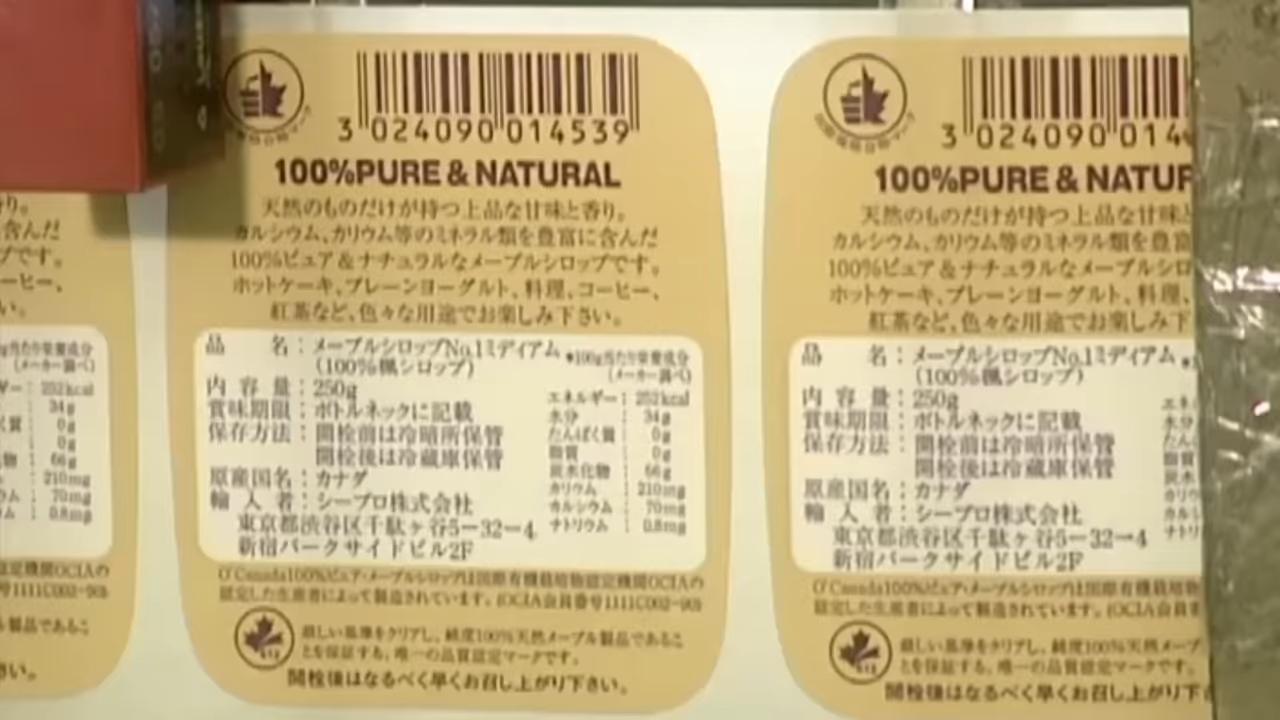 3 024090 014539
100%PURE & NATURAL
天然のものだけが持つ上品な甘味と香り。
カルシウム、カリウム等のミネラル類を豊富に含んだ
100%ピュア&ナチュラルなメープルシロップです。
ホットケーキ、プレーンヨーグルト、料理、コーヒー、
紅茶など、色々な用途でお楽しみ下さい。
品名:メープルシロップNo.1ミディアム
(100%楓シロップ)
内容量:250g
賞味期限:ボトルネックに記載
保存方法:開栓前は冷暗所保管
開栓後は冷蔵庫保管
原産国名:カナダ
輸入者:シープロ株式会社
東京都渋谷区千駄ヶ谷5-32-4
新宿パークサイドビル2F
*100g当たり栄養成分
(メーカー調べ)
エネルギー:252kcal
水分:34g
たんぱく質:0g
脂質:0g
炭水化物:66g
カリウム:210mg
カルシウム:70mg
ナトリウム:0.8mg
O'Canada100%ピュア・メープルシロップは国際有機栽培物認定機関OCIAの
認定した生産者によって製造されています。(OCIA会員番号1111C002-90)
厳しい基準をクリアし、純度100%天然メープル製品であるこ
とを保証する、唯一の品質認定マークです。
開栓後はなるべく早くお召し上がり下さい。
3 024090 014
100%PURE & NATUR
天然のものだけが持つ上品な甘味と
カルシウム、カリウム等のミネラル類を豊富
100%ピュア&ナチュラルなメープルシロ
ホットケーキ、プレーンヨーグルト、料理、
紅茶など、色々な用途でお楽しみ下
品名:メープルシロップNo.1ミディアム
(100%楓シロップ)
内容量:250g
賞味期限:ボトルネックに記載
保存方法:開栓前は冷暗所保管
開栓後は冷蔵庫保管
原産国名:カナダ
輸入者:シープロ株式会社
東京都渋谷区千駄ヶ谷5-32-4
新宿パークサイドビル2F
O'Canada100%ピュア・メープルシロップは国際有機栽培物
認定した生産者によって製造されています。(OCIA会員
厳しい基準をクリアし、純度100%天然メープ
とを保証する、唯一の品質認定マークです。
開栓後はなるべく早くお召し上がり下